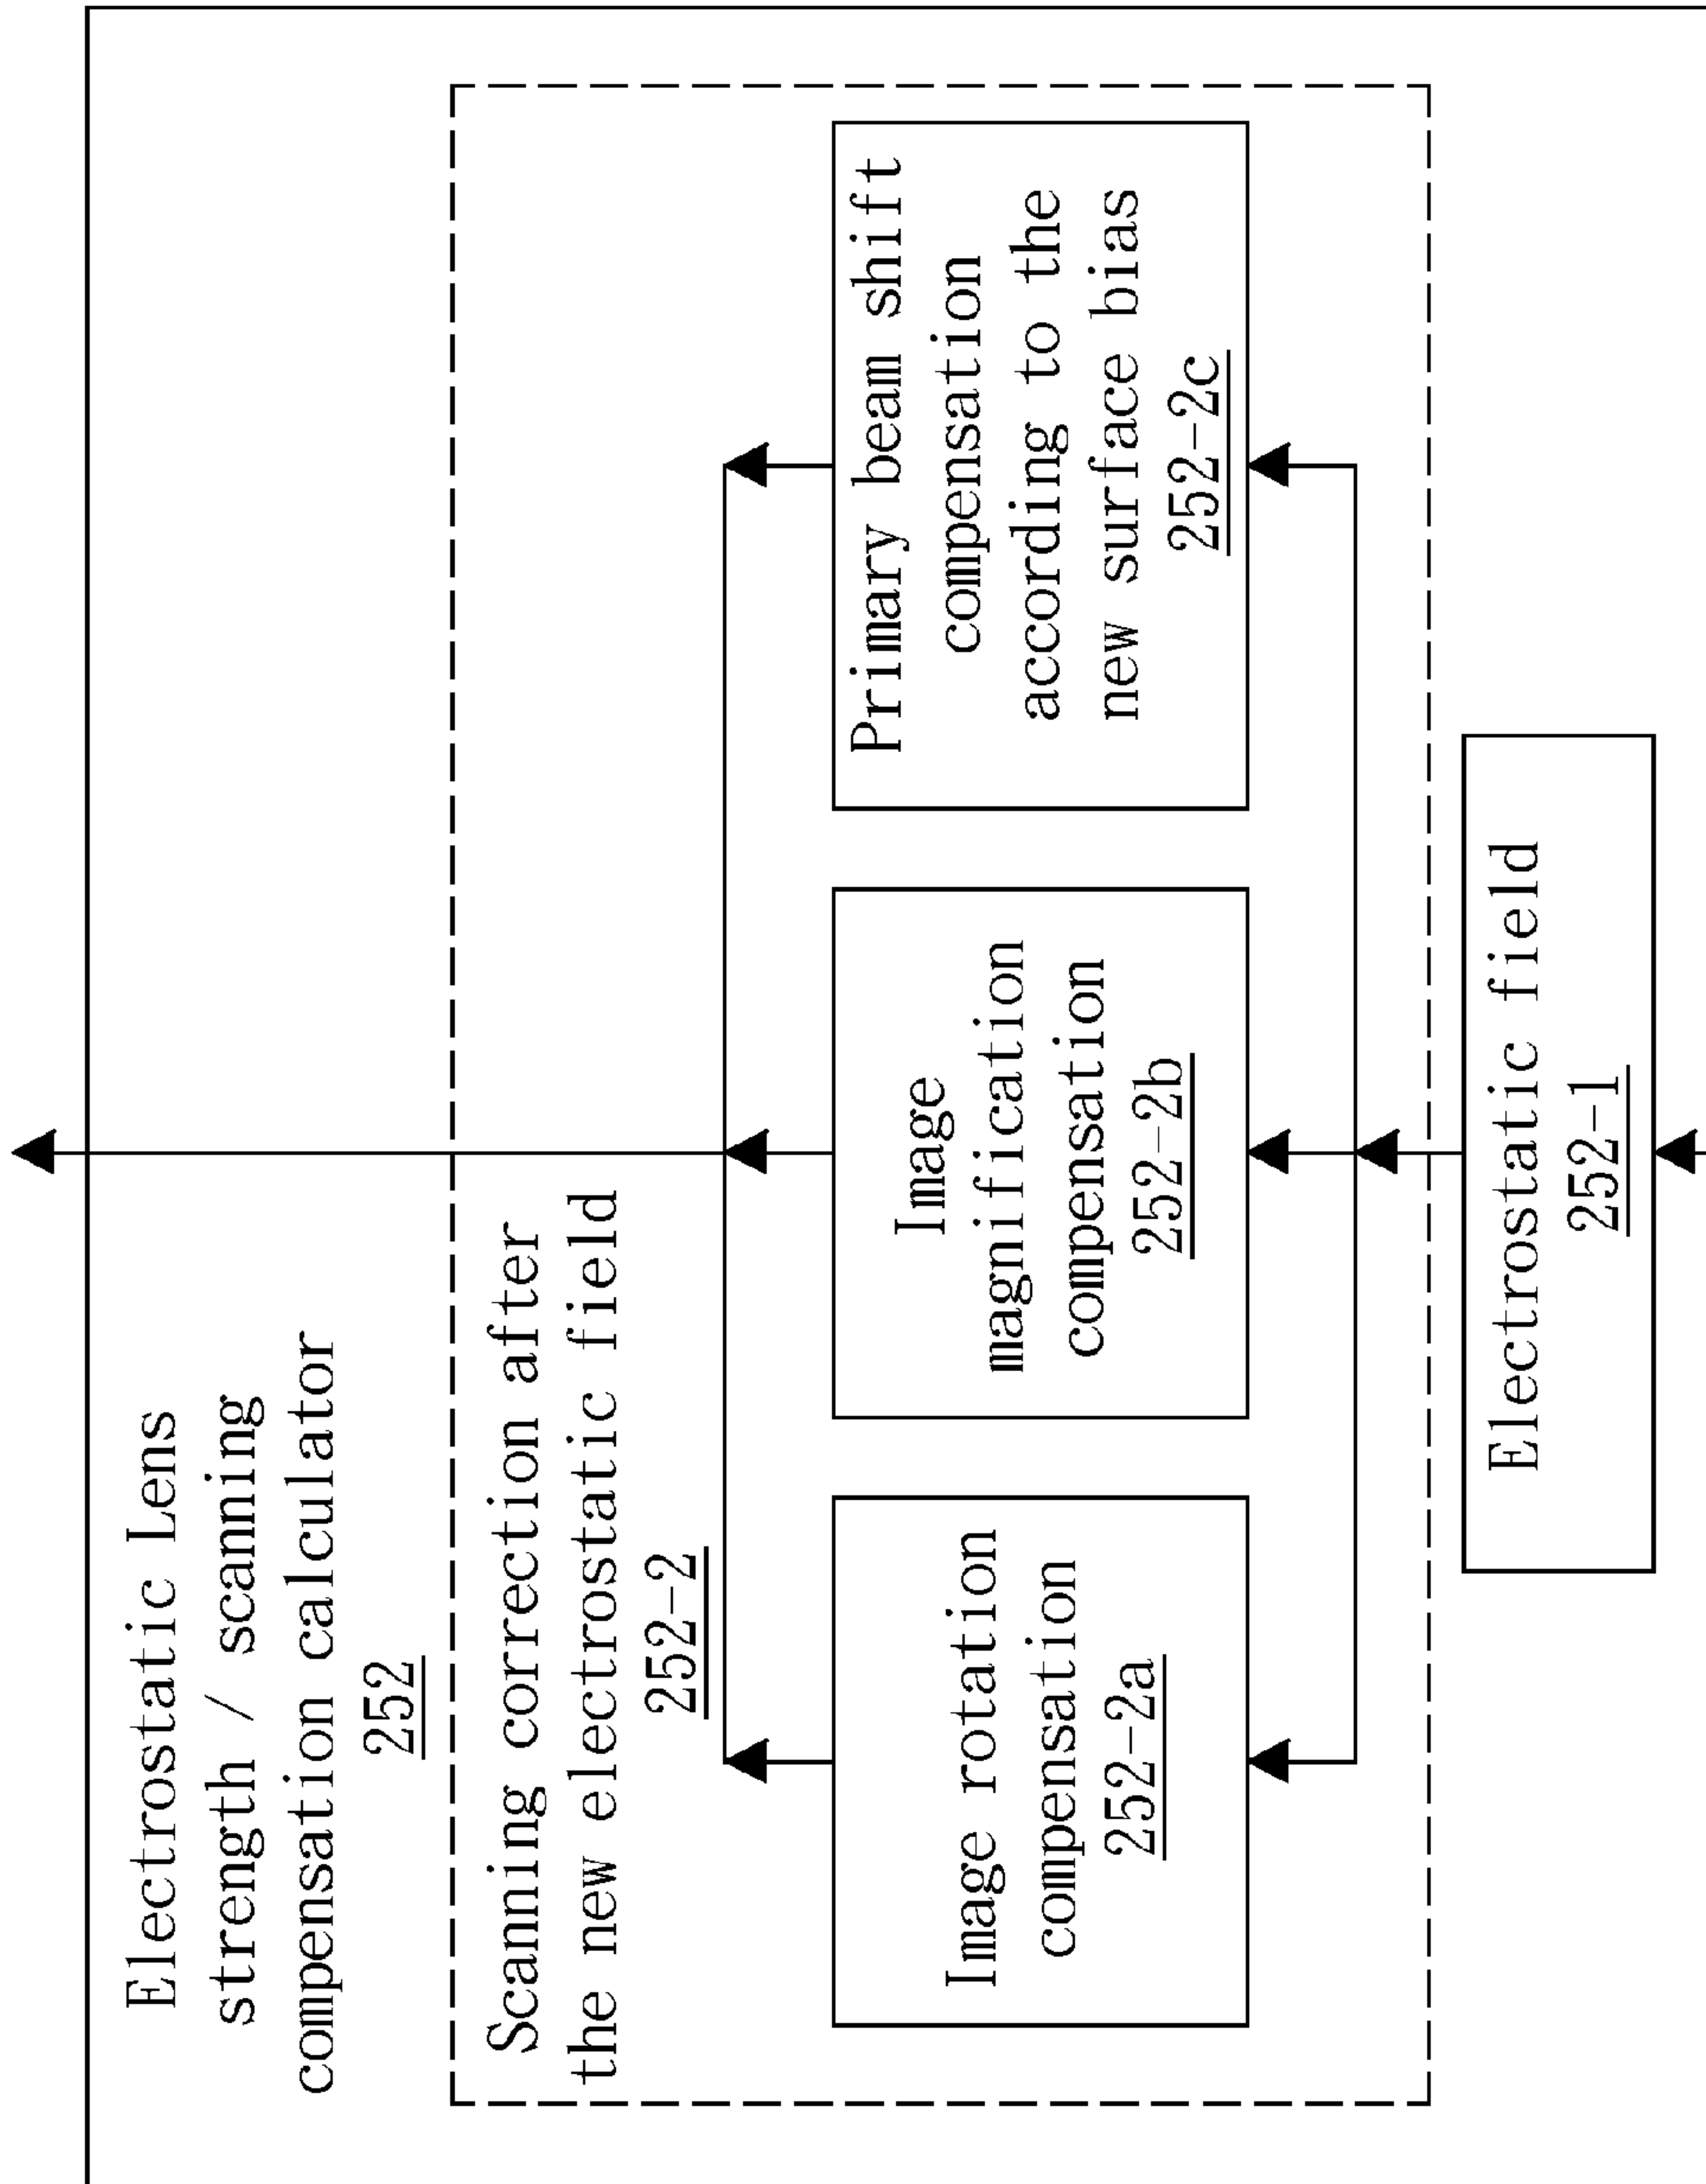 Electrostatic Lens
strength / scanning
compensation calculator
252
Scanning correction after
the new electrostatic field
252-2
Image rotation
compensation
252-2a
Image
magnification
compensation
252-2b
Primary beam shift
compensation
according to the
new surface bias
252-2c
Electrostatic field
252-1